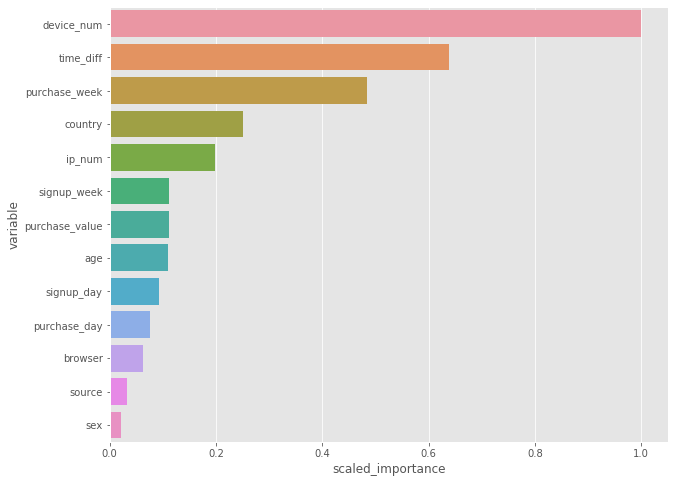 device_num
time_diff
purchase_week
country
ip_num
signup_week
purchase_value
age
signup_day
purchase_day
browser
source
sex
variable
0.0 0.2 0.4 0.6 0.8 1.0
scaled_importance